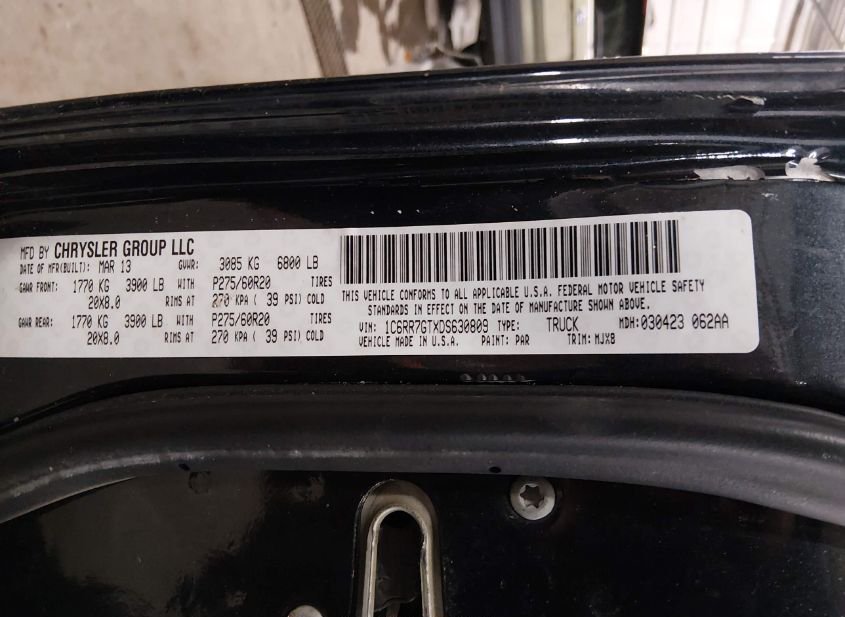 MFD BY CHRYSLER GROUP LLC
DATE OF MFR(BUILT): MAR 13 GVWR: 3085 KG 6800 LB
GAWR FRONT: 1770 KG 3900 LB WITH P275/60R20 TIRES
20X8.0 RIMS AT 270 KPA ( 39 PSI) COLD
GAWR REAR: 1770 KG 3900 LB WITH P275/60R20 TIRES
20X8.0 RIMS AT 270 KPA ( 39 PSI) COLD
THIS VEHICLE CONFORMS TO ALL APPLICABLE U.S.A. FEDERAL MOTOR VEHICLE SAFETY
STANDARDS IN EFFECT ON THE DATE OF MANUFACTURE SHOWN ABOVE.
VIN: 1C6RR7GTXDS630809 TYPE: TRUCK MDH:030423 062AA
VEHICLE MADE IN U.S.A. PAINT: PAR TRIM: MJX8